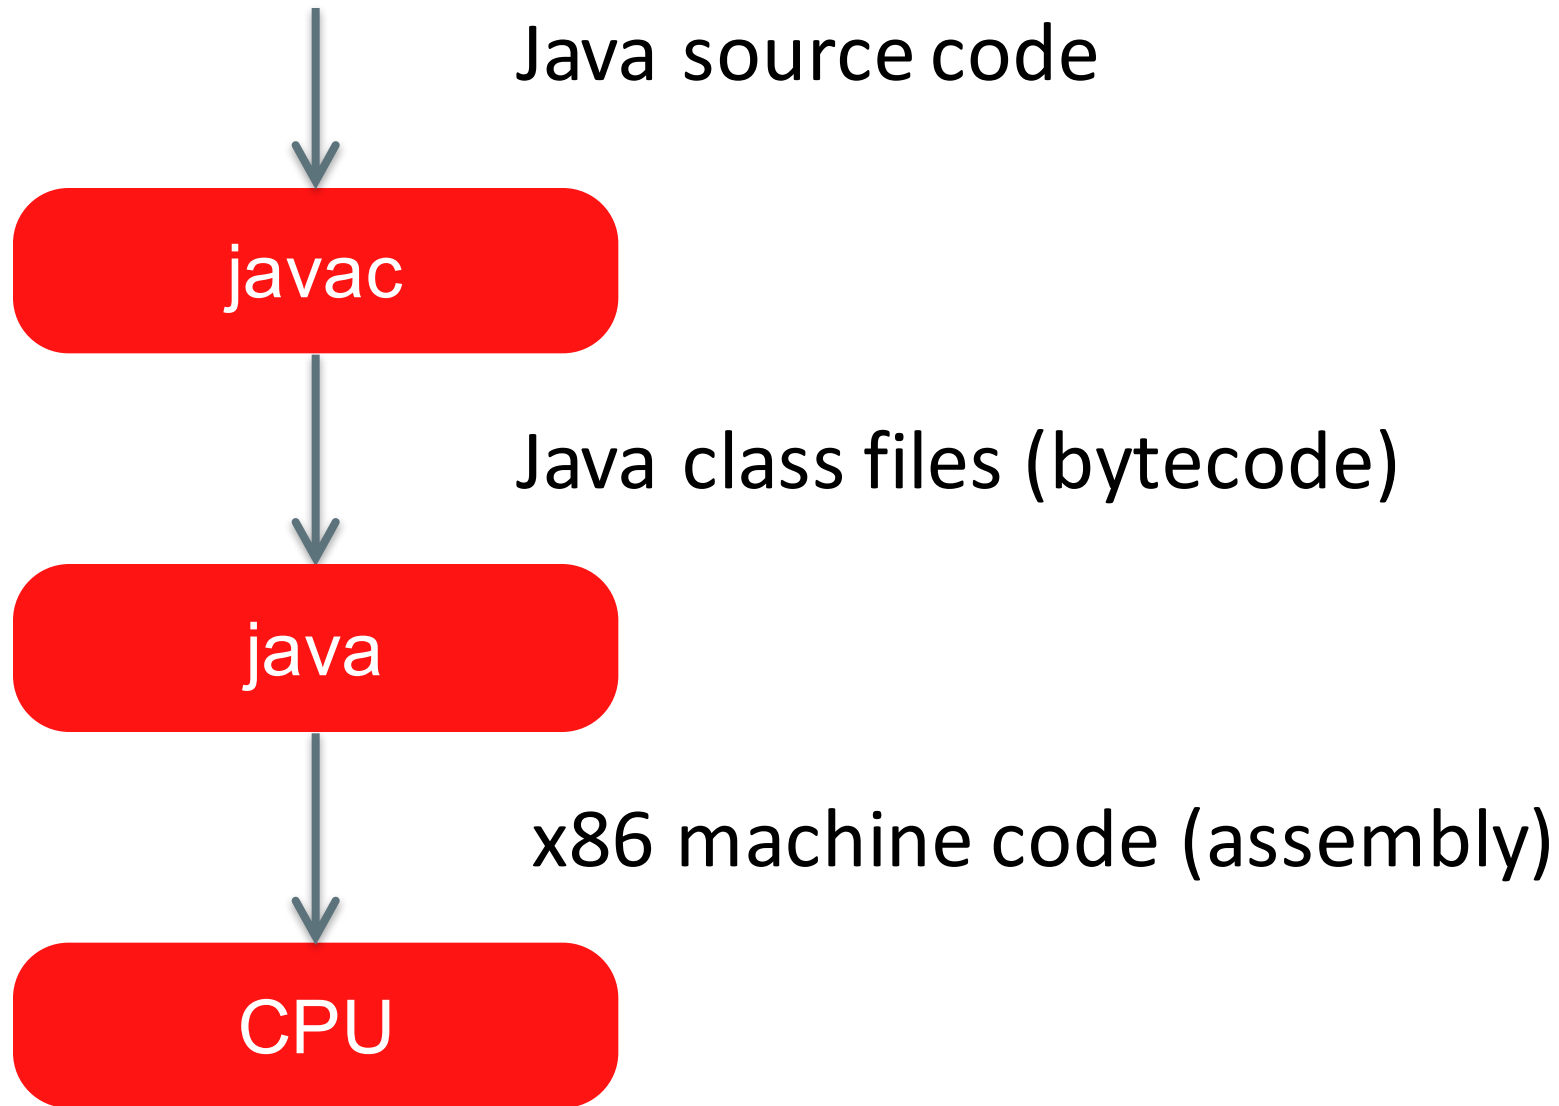 Java source code
javac
Java class files (bytecode)
java
x86 machine code (assembly)
CPU